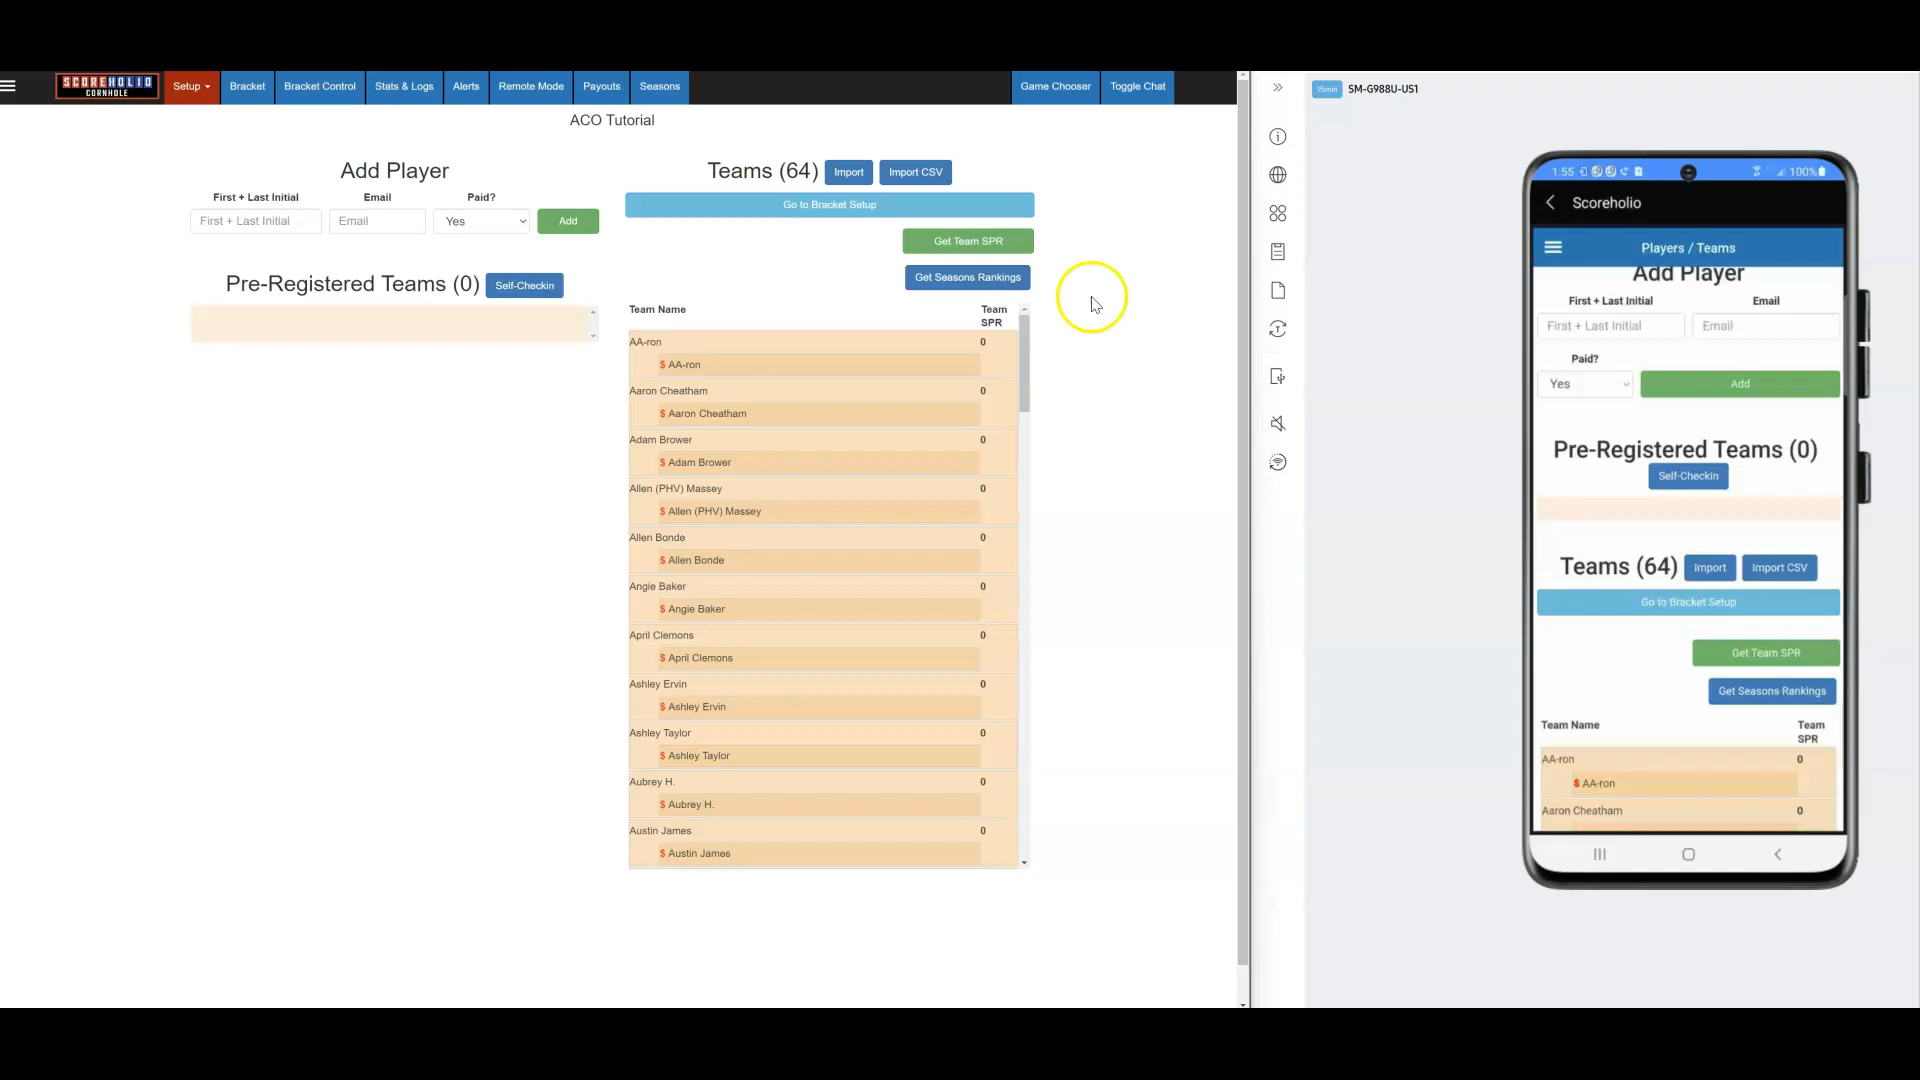 SCOREHOLIO
CORNHOLE
Setup
Bracket
Bracket Control
Stats & Logs
Alerts
Remote Mode
Payouts
Seasons
Game Chooser
Toggle Chat
ACO Tutorial
Add Player
First + Last Initial
Email
Paid?
First + Last Initial
Email
Yes
Add
Pre-Registered Teams (0)
Self-Checkin
Teams (64)
Import
Import CSV
Go to Bracket Setup
Get Team SPR
Get Seasons Rankings
Team Name
Team
SPR
AA-ron 0
$ AA-ron
Aaron Cheatham 0
$ Aaron Cheatham
Adam Brower 0
$ Adam Brower
Allen (PHV) Massey 0
$ Allen (PHV) Massey
Allen Bonde 0
$ Allen Bonde
Angie Baker 0
$ Angie Baker
April Clemons 0
$ April Clemons
Ashley Ervin 0
$ Ashley Ervin
Ashley Taylor 0
$ Ashley Taylor
Aubrey H. 0
$ Aubrey H.
Austin James 0
$ Austin James
95min
SM-G988U-US1
1:55
100%
Scoreholio
Players / Teams
Add Player
First + Last Initial
Email
First + Last Initial
Email
Paid?
Yes
Add
Pre-Registered Teams (0)
Self-Checkin
Teams (64)
Import
Import CSV
Go to Bracket Setup
Get Team SPR
Get Seasons Rankings
Team Name
Team
SPR
AA-ron 0
$ AA-ron
Aaron Cheatham 0